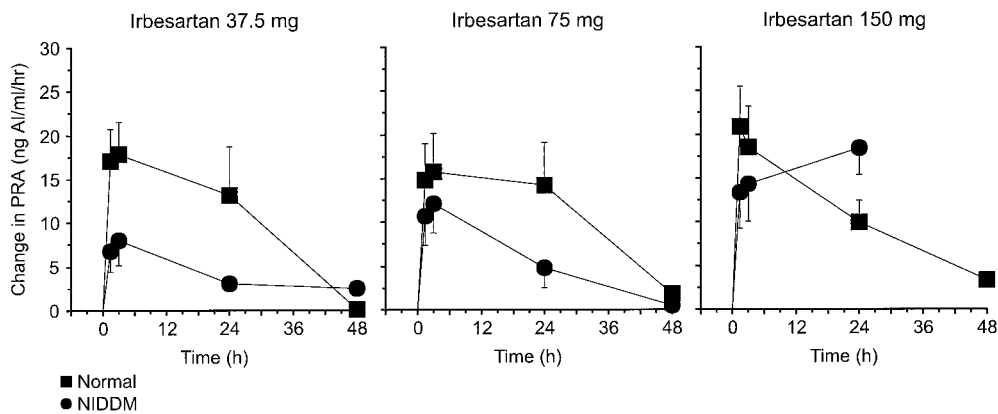 Irbesartan 37.5 mg Irbesartan 75 mg Irbesartan 150 mg
Change in PRA (ng AI/ml/hr)
30
25
20
15
10
5
0
0 12 24 36 48 0 12 24 36 48 0 12 24 36 48
Time (h) Time (h) Time (h)
Normal
NIDDM